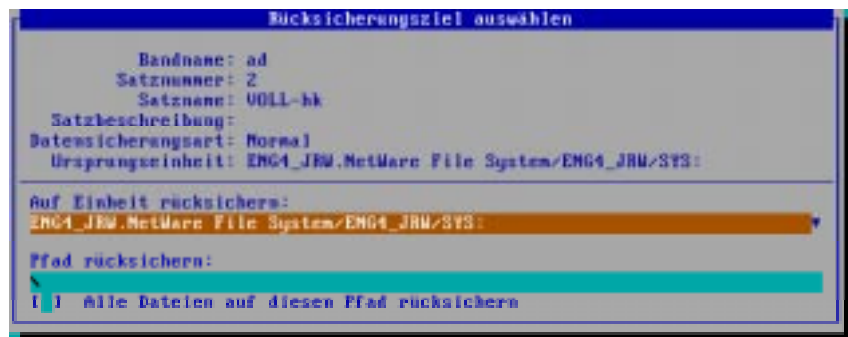 Rücksicherungsziel auswählen
Bandname: ad
Satznummer: 2
Satzname: VOLL-hk
Satzbeschreibung:
Datensicherungsart: Normal
Ursprungseinheit: ENG4_JRW.NetWare File System/ENG4_JRW/SYS:
Auf Einheit rücksichern:
ENG4_JRW.NetWare File System/ENG4_JRW/SYS:
Pfad rücksichern:
\
[ ] Alle Dateien auf diesen Pfad rücksichern